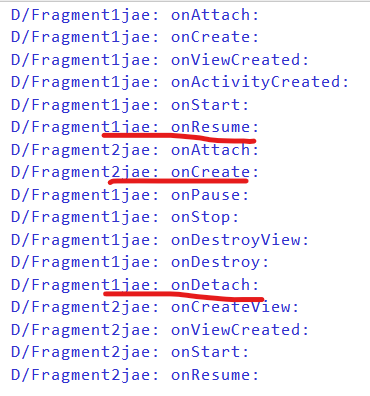 D/Fragment1jae: onAttach:
D/Fragment1jae: onCreate:
D/Fragment1jae: onViewCreated:
D/Fragment1jae: onActivityCreated:
D/Fragment1jae: onStart:
D/Fragment1jae: onResume:
D/Fragment2jae: onAttach:
D/Fragment2jae: onCreate:
D/Fragment1jae: onPause:
D/Fragment1jae: onStop:
D/Fragment1jae: onDestroyView:
D/Fragment1jae: onDestroy:
D/Fragment1jae: onDetach:
D/Fragment2jae: onCreateView:
D/Fragment2jae: onViewCreated:
D/Fragment2jae: onStart:
D/Fragment2jae: onResume: